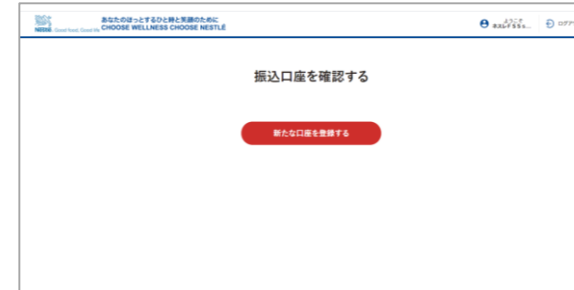 あなたのほっとするひと時と笑顔のために
NESTLÉ. Good food, Good life CHOOSE WELLNESS CHOOSE NESTLÉ
ようこそ
ログアウ
振込口座を確認する
新たな口座を登録する